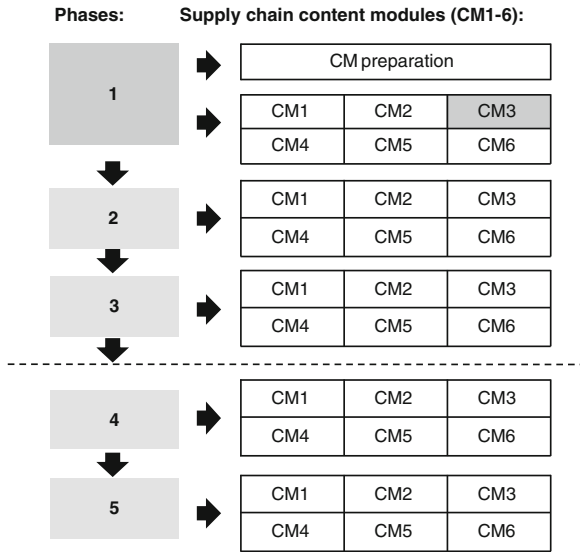 Phases: Supply chain content modules (CM1-6):
CM preparation
1
CM1 CM2 CM3
CM4 CM5 CM6
CM1 CM2 CM3
2
CM4 CM5 CM6
CM1 CM2 CM3
3
CM4 CM5 CM6
CM1 CM2 CM3
4
CM4 CM5 CM6
CM1 CM2 CM3
5
CM4 CM5 CM6